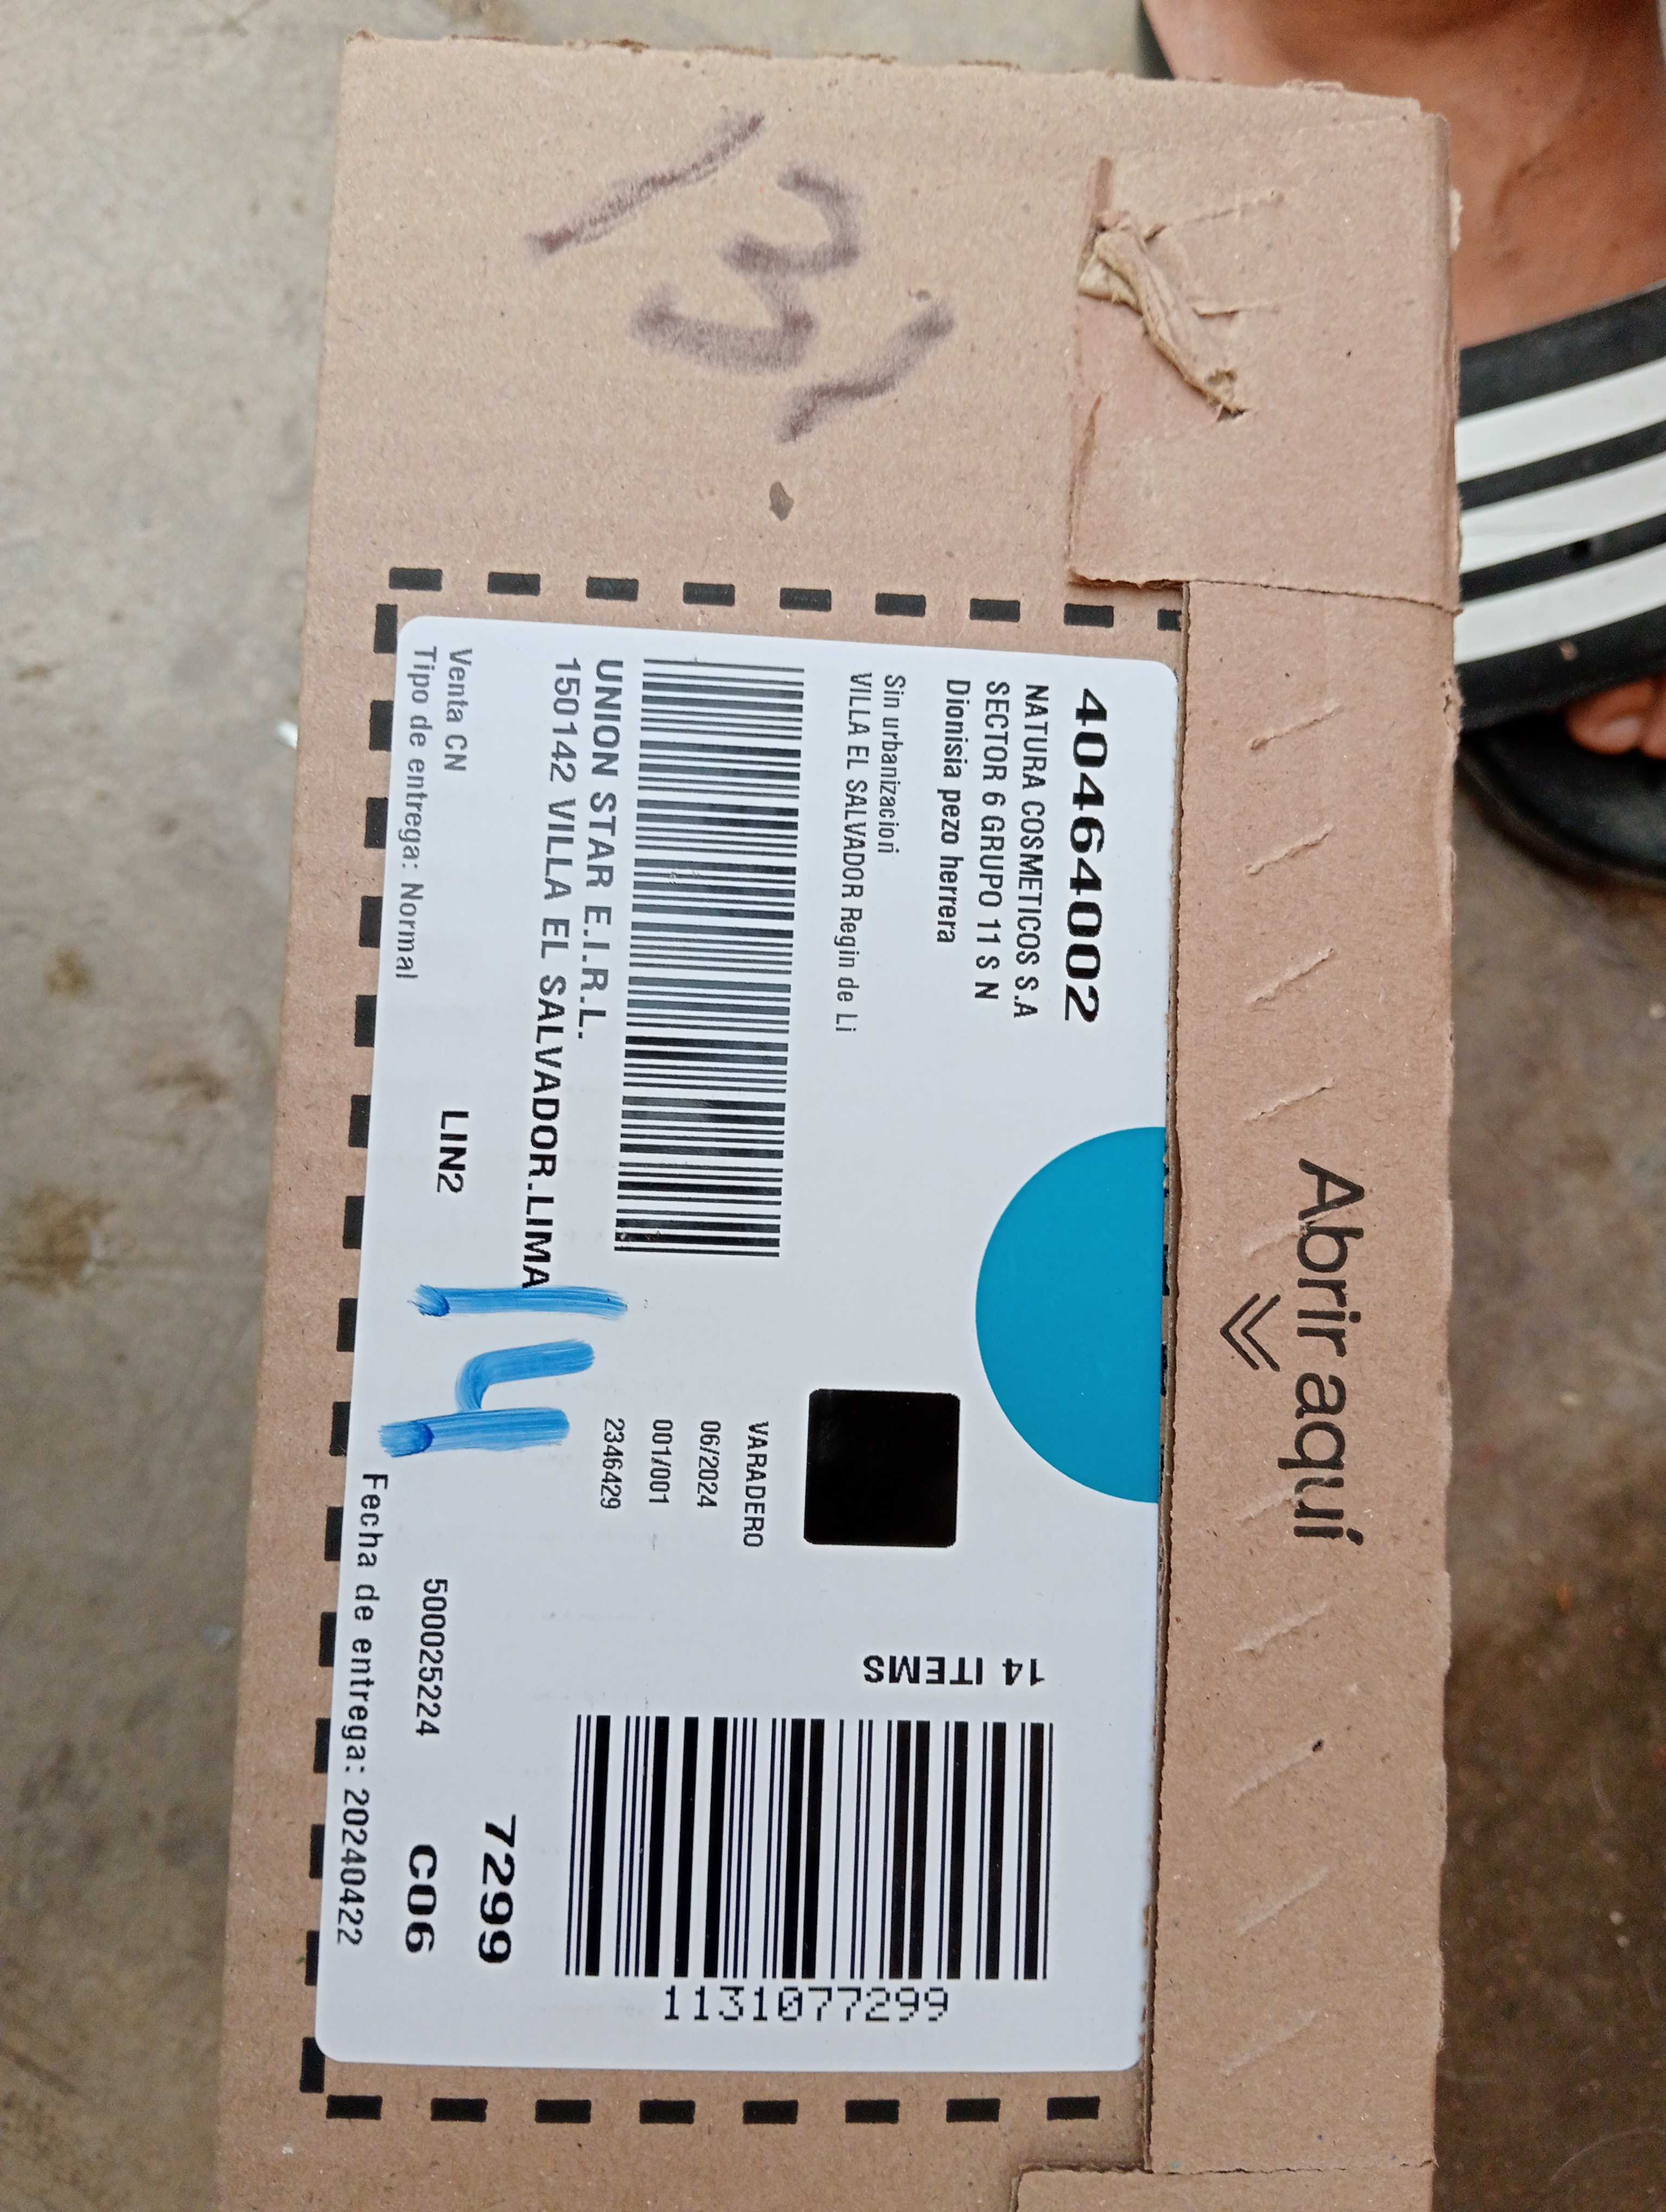 131
Abrir aquí
40464002
NATURA COSMETICOS S.A
SECTOR 6 GRUPO 11 S N
Dionisia pezo herrera
Sin urbanizacion
VILLA EL SALVADOR Regin de Li
14 ITEMS
1131077299
VARADERO
06/2024
001/001
2346429
UNION STAR E.I.R.L.
150142 VILLA EL SALVADOR.LIMA
14
7299
Venta CN
LIN2
500025224
C06
Tipo de entrega: Normal
Fecha de entrega: 20240422